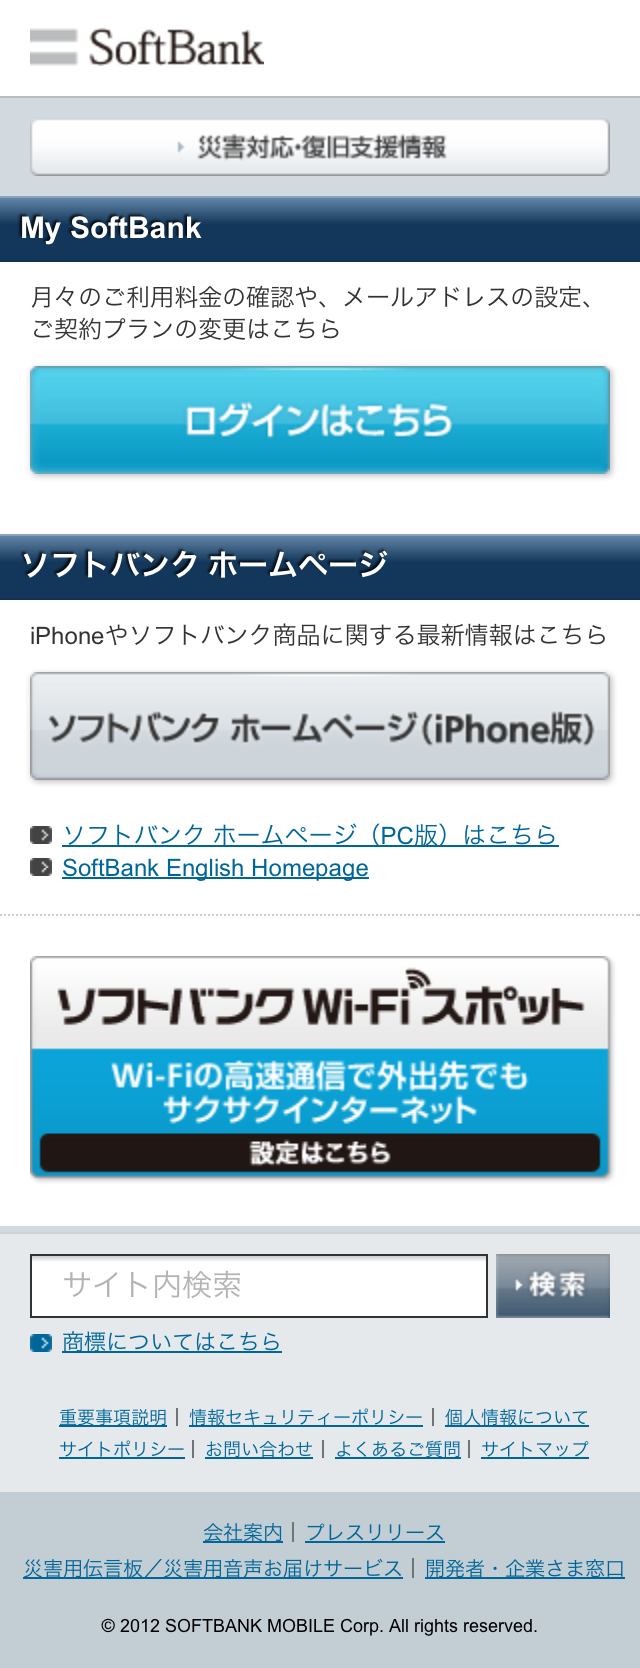 SoftBank
災害対応・復旧支援情報
My SoftBank
月々のご利用料金の確認や、メールアドレスの設定、
ご契約プランの変更はこちら
ログインはこちら
ソフトバンク ホームページ
iPhoneやソフトバンク商品に関する最新情報はこちら
ソフトバンク ホームページ(iPhone版)
ソフトバンク ホームページ（PC版）はこちら
SoftBank English Homepage
ソフトバンク Wi-Fi スポット
Wi-Fiの高速通信で外出先でも
サクサクインターネット
設定はこちら
サイト内検索 検索
商標についてはこちら
重要事項説明｜情報セキュリティーポリシー｜個人情報について
サイトポリシー｜お問い合わせ｜よくあるご質問｜サイトマップ
会社案内｜プレスリリース
災害用伝言板／災害用音声お届けサービス｜開発者・企業さま窓口
© 2012 SOFTBANK MOBILE Corp. All rights reserved.